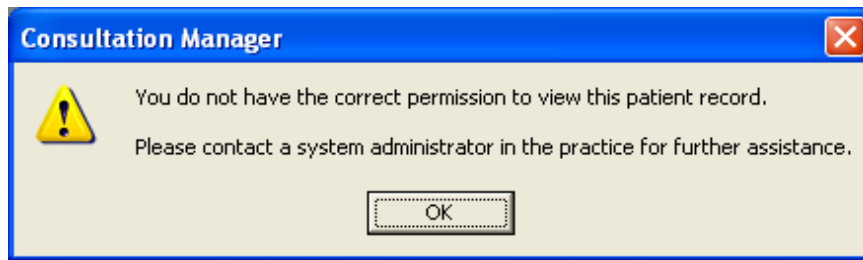 Consultation Manager
You do not have the correct permission to view this patient record.
Please contact a system administrator in the practice for further assistance.
OK